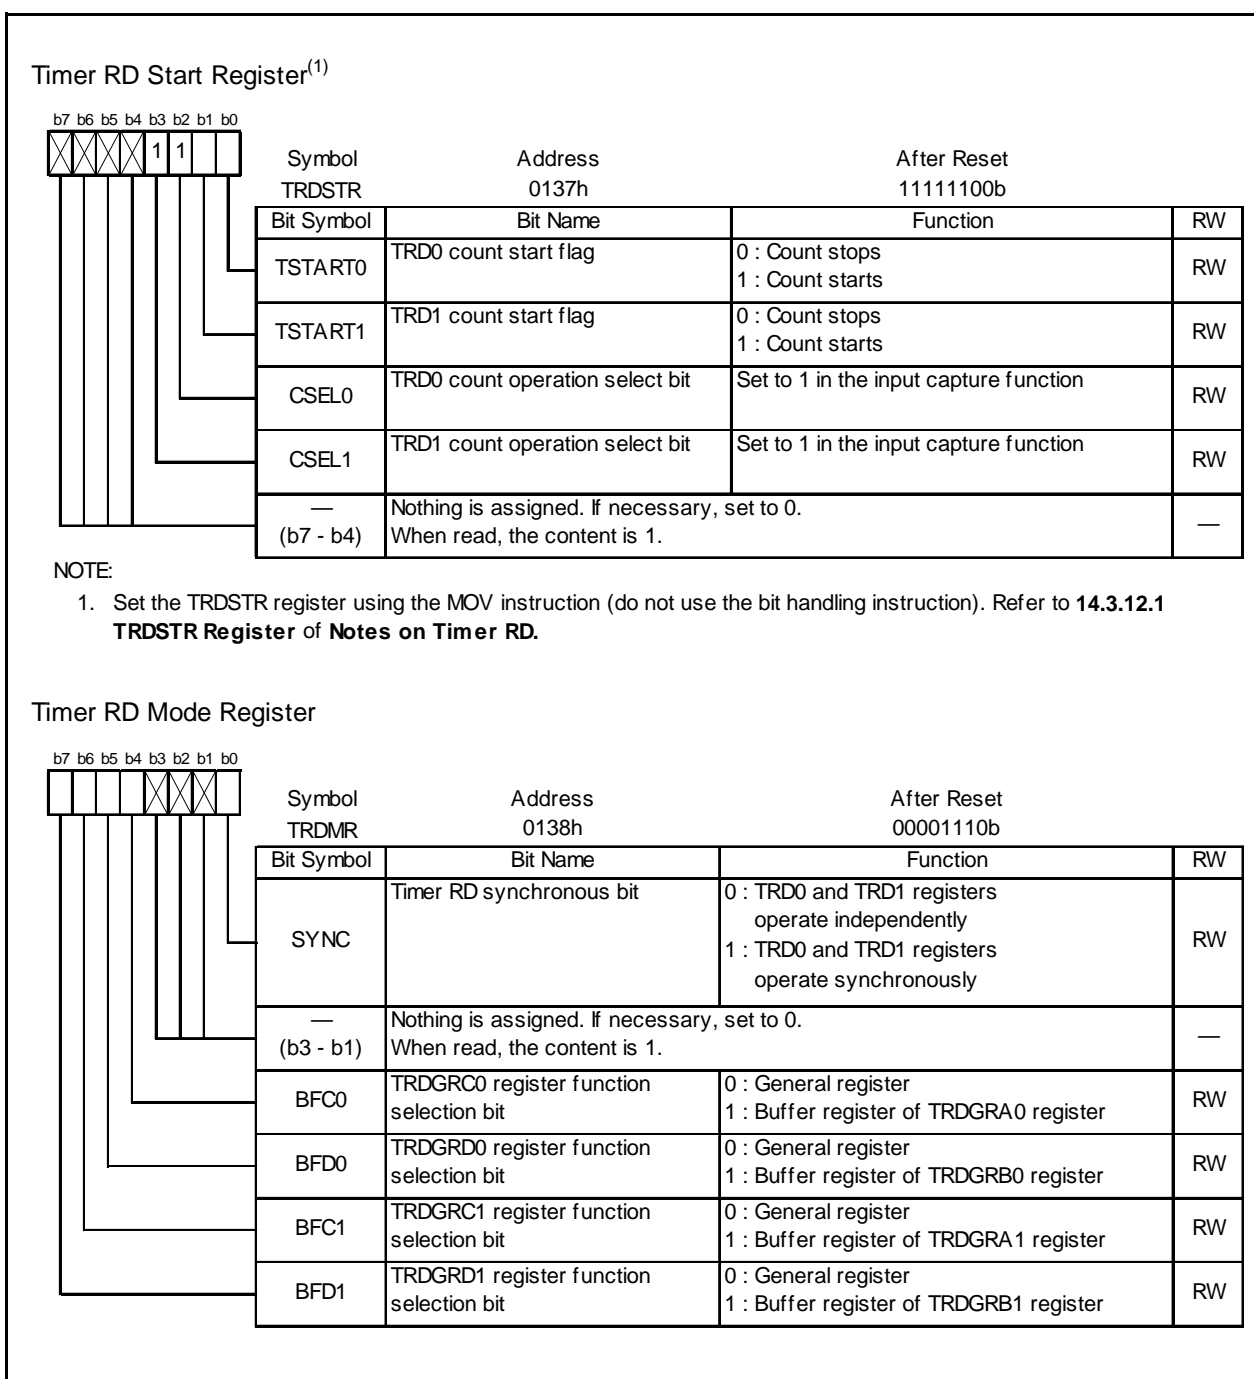 Timer RD Start Register(1)
b7 b6 b5 b4 b3 b2 b1 b0
1 1
Symbol Address After Reset
TRDSTR 0137h 11111100b
Bit Symbol Bit Name Function RW
TSTART0 TRD0 count start flag 0 : Count stops RW
1 : Count starts
TSTART1 TRD1 count start flag 0 : Count stops RW
1 : Count starts
CSEL0 TRD0 count operation select bit Set to 1 in the input capture function RW
CSEL1 TRD1 count operation select bit Set to 1 in the input capture function RW
— Nothing is assigned. If necessary, set to 0. —
(b7 - b4) When read, the content is 1.
NOTE:
1. Set the TRDSTR register using the MOV instruction (do not use the bit handling instruction). Refer to 14.3.12.1
TRDSTR Register of Notes on Timer RD.
Timer RD Mode Register
b7 b6 b5 b4 b3 b2 b1 b0
Symbol Address After Reset
TRDMR 0138h 00001110b
Bit Symbol Bit Name Function RW
SYNC Timer RD synchronous bit 0 : TRD0 and TRD1 registers RW
operate independently
1 : TRD0 and TRD1 registers
operate synchronously
— Nothing is assigned. If necessary, set to 0. —
(b3 - b1) When read, the content is 1.
BFC0 TRDGRC0 register function 0 : General register RW
selection bit 1 : Buffer register of TRDGRA0 register
BFD0 TRDGRD0 register function 0 : General register RW
selection bit 1 : Buffer register of TRDGRB0 register
BFC1 TRDGRC1 register function 0 : General register RW
selection bit 1 : Buffer register of TRDGRA1 register
BFD1 TRDGRD1 register function 0 : General register RW
selection bit 1 : Buffer register of TRDGRB1 register